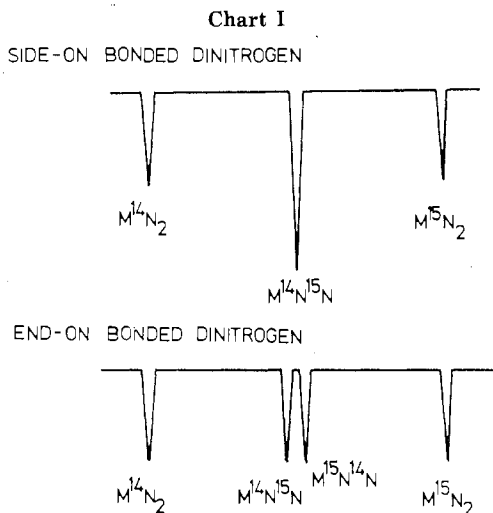 Chart I
SIDE-ON BONDED DINITROGEN
M¹⁴N₂
M¹⁵N₂
M¹⁴N¹⁵N
END-ON BONDED DINITROGEN
M¹⁴N₂
M¹⁴N¹⁵N
M¹⁵N¹⁴N
M¹⁵N₂